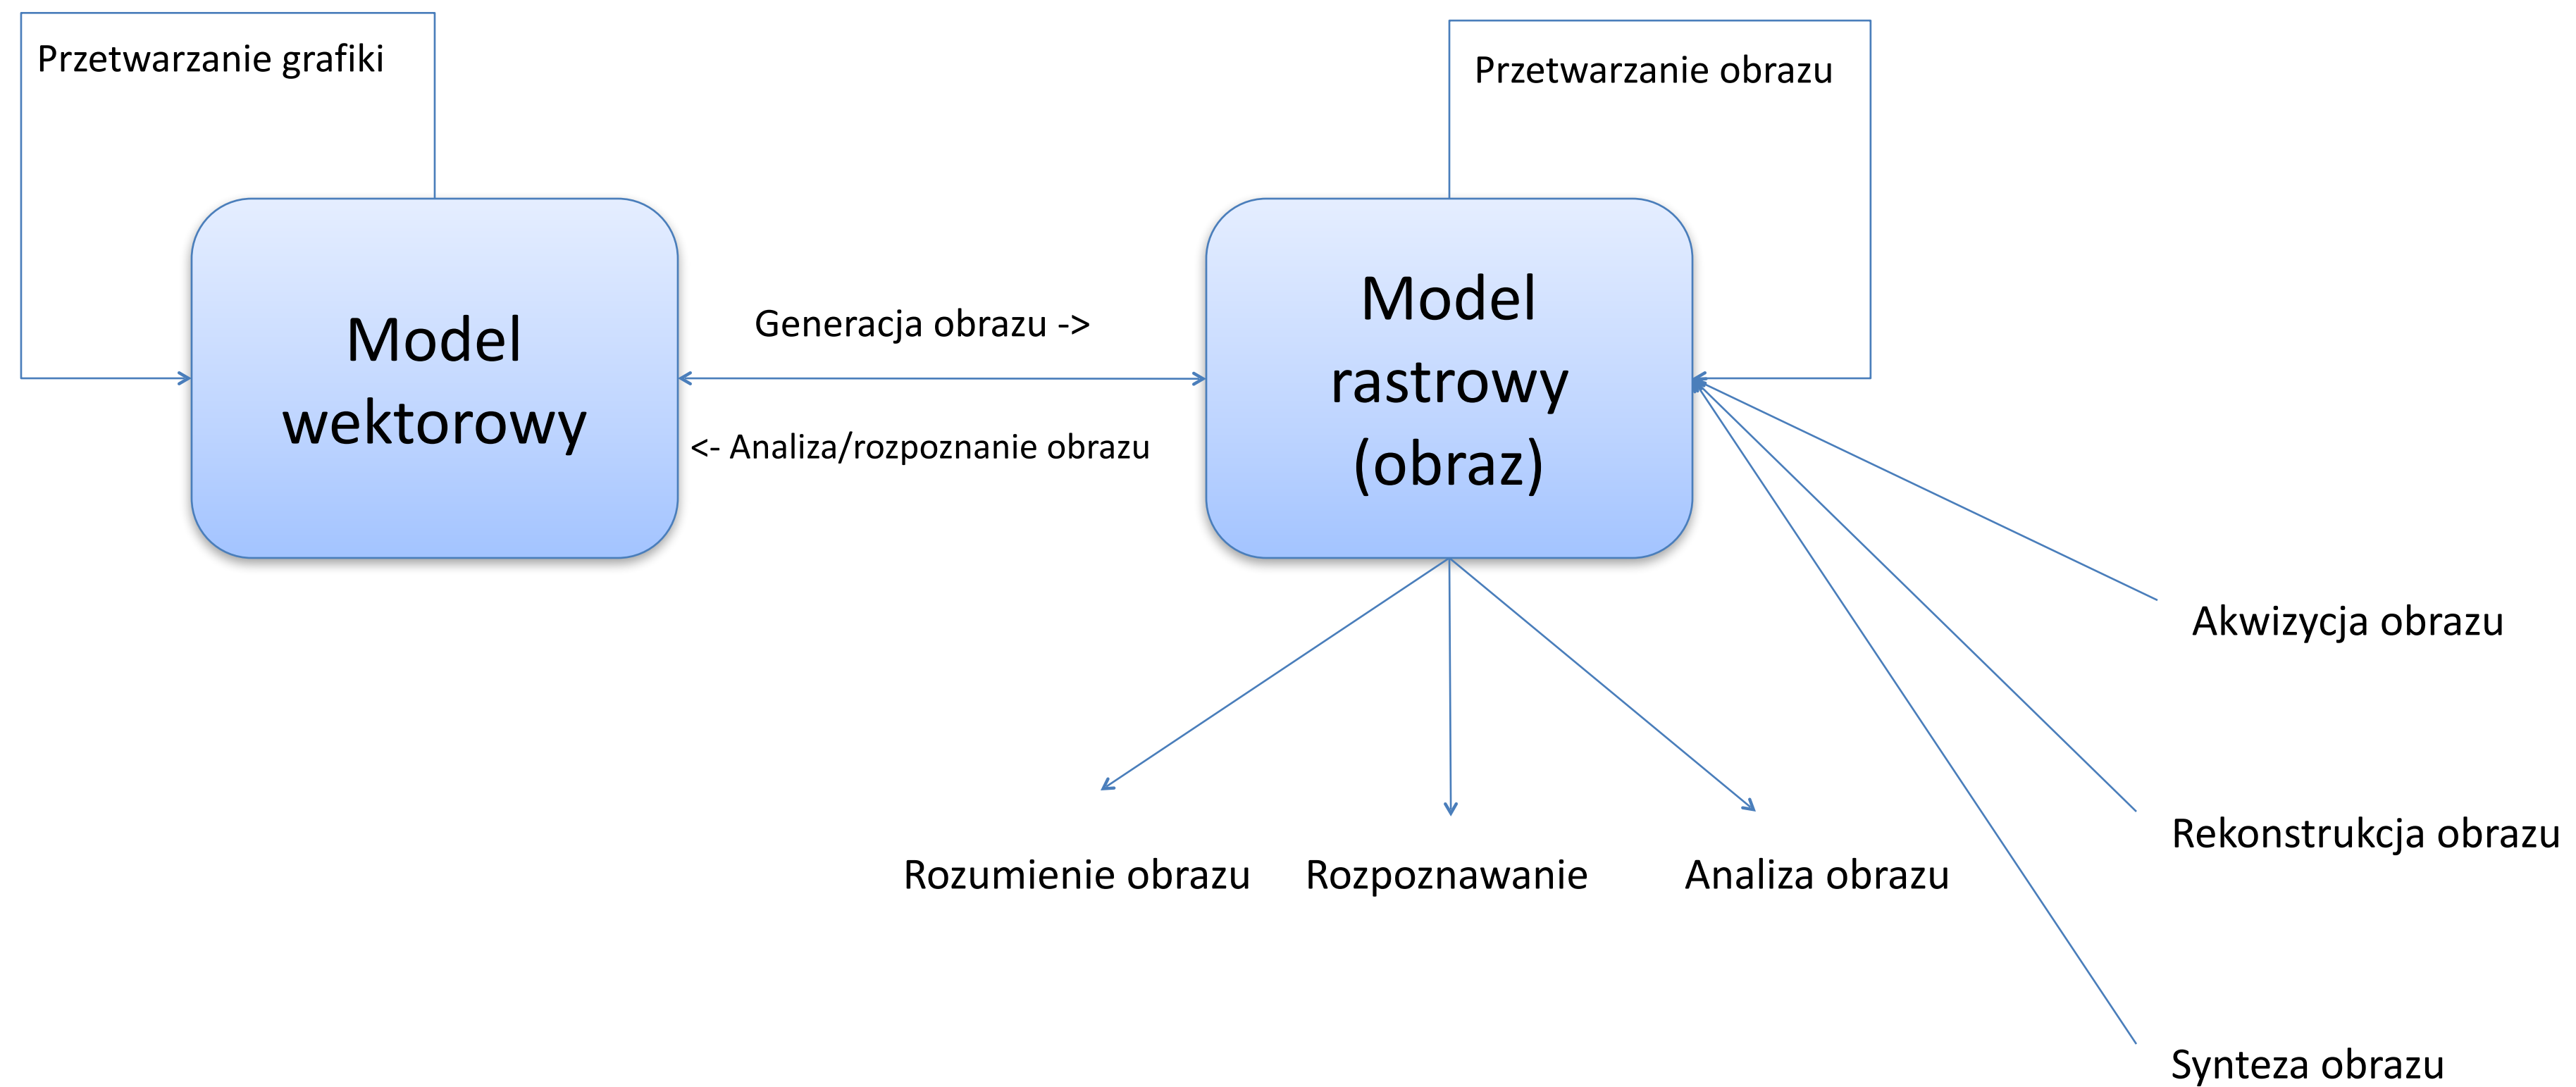 Przetwarzanie grafiki
Przetwarzanie obrazu
Model
wektorowy
Generacja obrazu ->
<- Analiza/rozpoznanie obrazu
Model
rastrowy
(obraz)
Akwizycja obrazu
Rekonstrukcja obrazu
Rozumienie obrazu
Rozpoznawanie
Analiza obrazu
Synteza obrazu